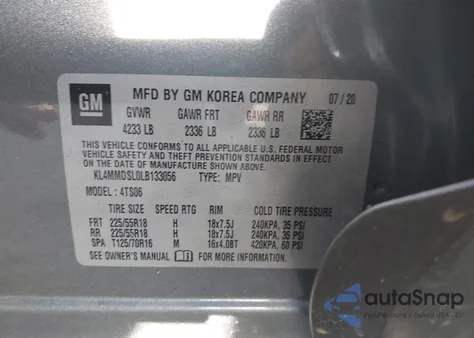 GM
MFD BY GM KOREA COMPANY 07 / 20
GVWR GAWR FRT GAWR RR
4233 LB 2336 LB 2336 LB
THIS VEHICLE CONFORMS TO ALL APPLICABLE U.S. FEDERAL MOTOR
VEHICLE SAFETY AND THEFT PREVENTION STANDARDS IN
EFFECT ON THE DATE OF MANUFACTURE SHOWN ABOVE.
KL4MMDSL0LB133056 TYPE: MPV
MODEL: 4TS06
TIRE SIZE SPEED RTG RIM COLD TIRE PRESSURE
FRT 225/55R18 H 18x7.5J 240KPA, 35 PSI
RR 225/55R18 H 18x7.5J 240KPA, 35 PSI
SPA T125/70R16 M 16x4.00T 420KPA, 60 PSI
SEE OWNER'S MANUAL FOR MORE INFORMATION.
autoSnap